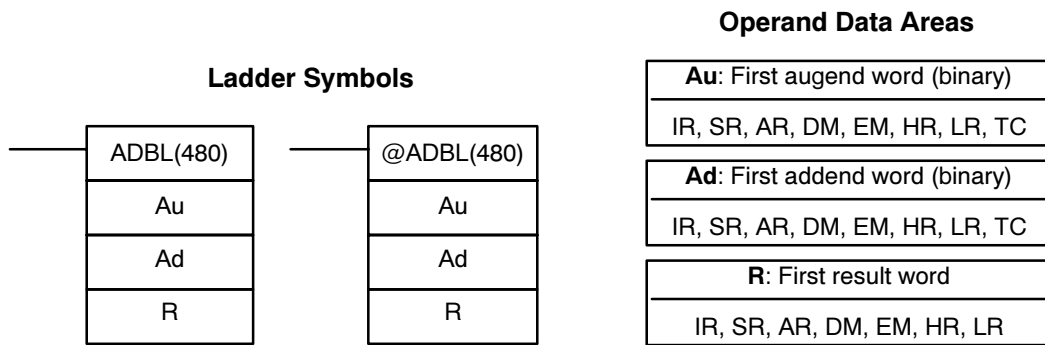 Ladder Symbols
ADBL(480)
Au
Ad
R
@ADBL(480)
Au
Ad
R
Operand Data Areas
Au: First augend word (binary)
IR, SR, AR, DM, EM, HR, LR, TC
Ad: First addend word (binary)
IR, SR, AR, DM, EM, HR, LR, TC
R: First result word
IR, SR, AR, DM, EM, HR, LR